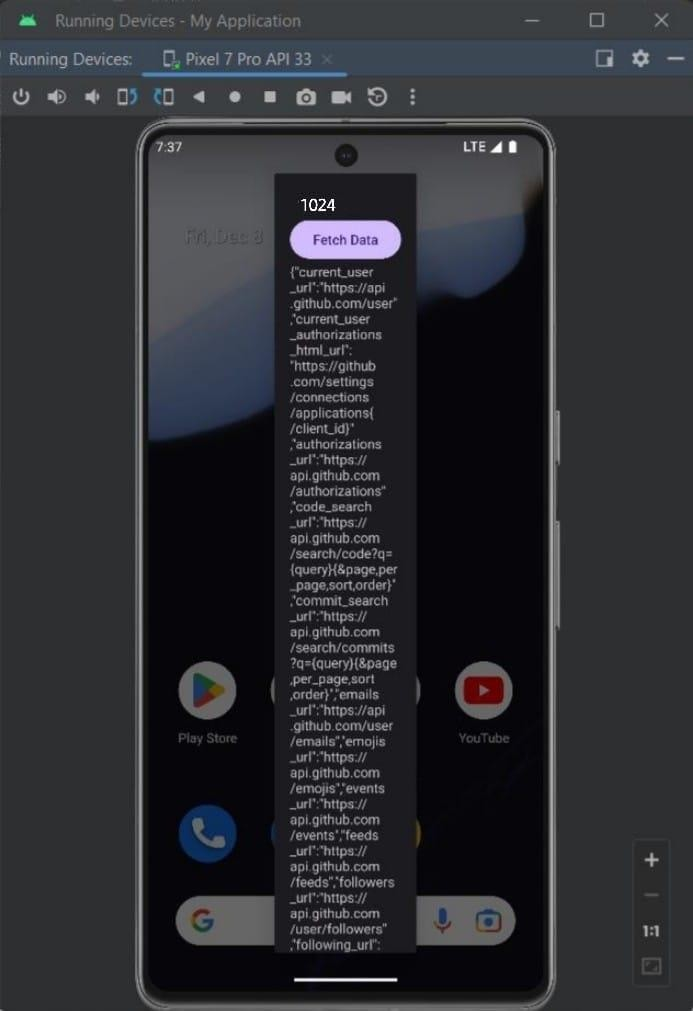 Running Devices - My Application
Running Devices: Pixel 7 Pro API 33
7:37 LTE
Fri, Dec 8
1024
Fetch Data
{"current_user
_url":"https://api
.github.com/user"
,"current_user
_authorizations
_html_url":
"https://github
.com/settings
/connections
/applications{
/client_id}"
,"authorizations
_url":"https://
api.github.com
/authorizations"
,"code_search
_url":"https://
api.github.com
/search/code?q=
{query}{&page,per
_page,sort,order}"
,"commit_search
_url":"https://
api.github.com
/search/commits
?q={query}{&page
,per_page,sort
,order}","emails
_url":"https://api
.github.com/user
/emails","emojis
_url":"https://
api.github.com
/emojis","events
_url":"https://
api.github.com
/events","feeds
_url":"https://
api.github.com
/feeds","followers
_url":"https://
api.github.com
/user/followers"
,"following_url":
Play Store
YouTube
G
1:1